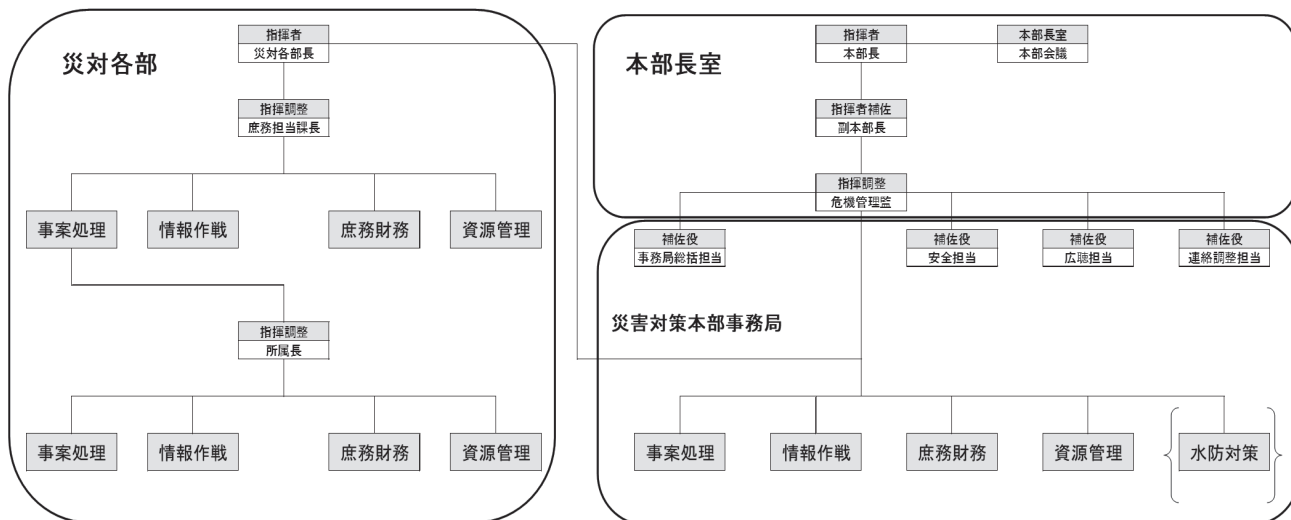 災対各部
指揮者
災対各部長
指揮調整
庶務担当課長
事案処理
情報作戦
庶務財務
資源管理
指揮調整
所属長
事案処理
情報作戦
庶務財務
資源管理
本部長室
指揮者
本部長
本部長室
本部会議
指揮者補佐
副本部長
指揮調整
危機管理監
補佐役
事務局総括担当
補佐役
安全担当
補佐役
広聴担当
補佐役
連絡調整担当
災害対策本部事務局
事案処理
情報作戦
庶務財務
資源管理
水防対策